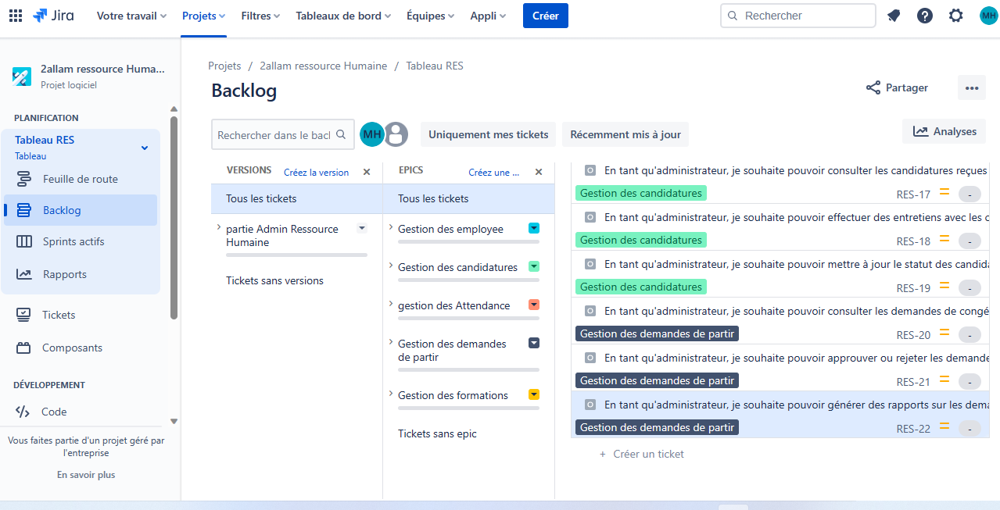 Jira
Votre travail
Projets
Filtres
Tableaux de bord
Équipes
Appli
Créer
Rechercher
MH
2allam ressource Huma...
Projet logiciel
PLANIFICATION
Tableau RES
Tableau
Feuille de route
Backlog
Sprints actifs
Rapports
Tickets
Composants
DÉVELOPPEMENT
Code
Vous faites partie d'un projet géré par
l'entreprise
En savoir plus
Projets / 2allam ressource Humaine / Tableau RES
Backlog
Partager
Rechercher dans le bacl
MH
Uniquement mes tickets
Récemment mis à jour
Analyses
VERSIONS Créez la version
Tous les tickets
partie Admin Ressource
Humaine
Tickets sans versions
EPICS Créez une ...
Tous les tickets
Gestion des employee
Gestion des candidatures
gestion des Attendance
Gestion des demandes
de partir
Gestion des formations
Tickets sans epic
En tant qu'administrateur, je souhaite pouvoir consulter les candidatures reçues
Gestion des candidatures RES-17 -
En tant qu'administrateur, je souhaite pouvoir effectuer des entretiens avec les c
Gestion des candidatures RES-18 -
En tant qu'administrateur, je souhaite pouvoir mettre à jour le statut des candida
Gestion des candidatures RES-19 -
En tant qu'administrateur, je souhaite pouvoir consulter les demandes de congé
Gestion des demandes de partir RES-20 -
En tant qu'administrateur, je souhaite pouvoir approuver ou rejeter les demande
Gestion des demandes de partir RES-21 -
En tant qu'administrateur, je souhaite pouvoir générer des rapports sur les dema
Gestion des demandes de partir RES-22 -
+ Créer un ticket